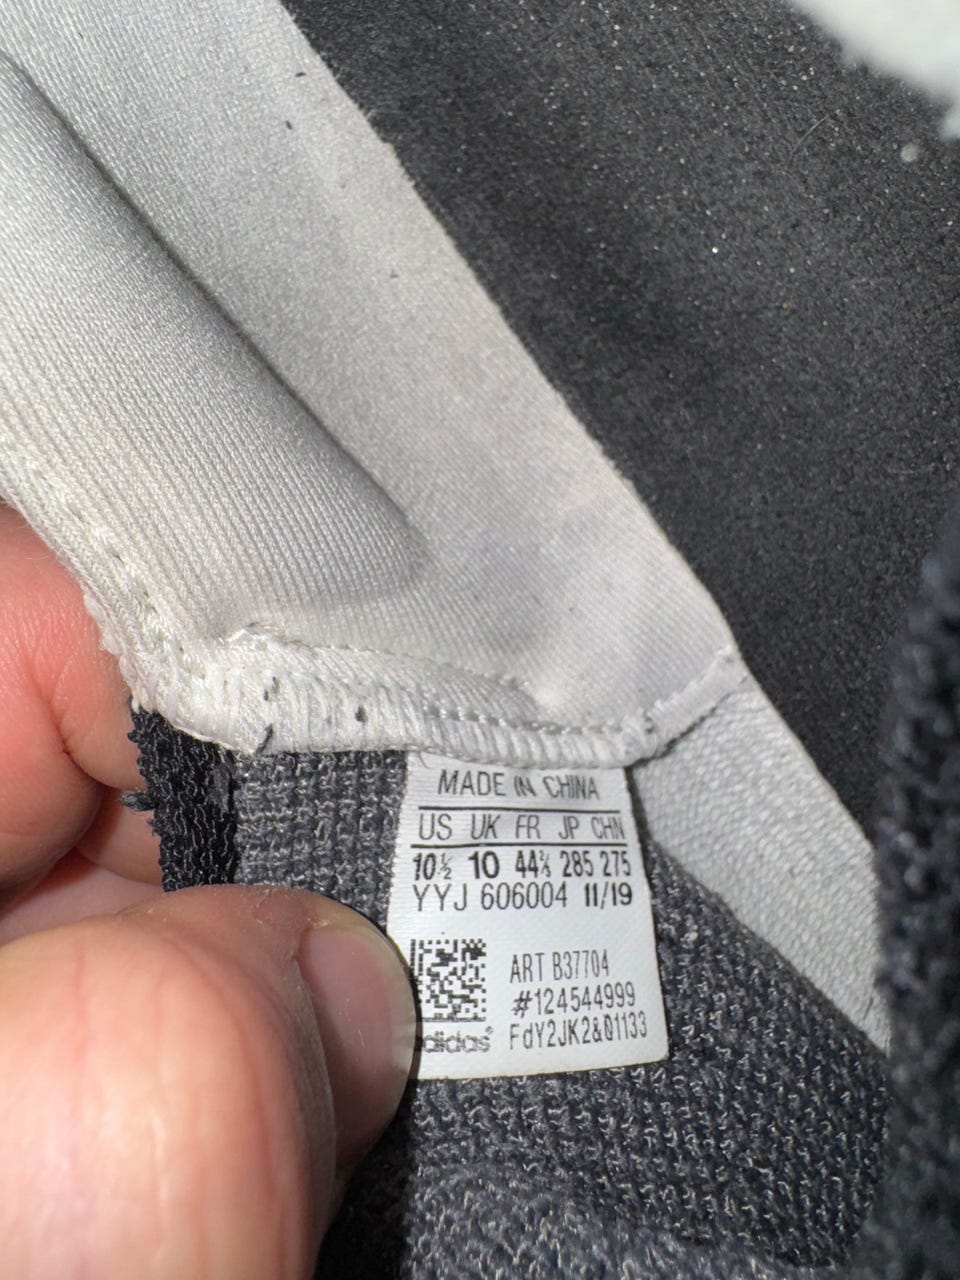 MADE IN CHINA
US UK FR JP CHN
10½ 10 44⅔ 285 275
YYJ 606004 11/19
ART B37704
#124544999
FdY2JK2&01133
adidas®